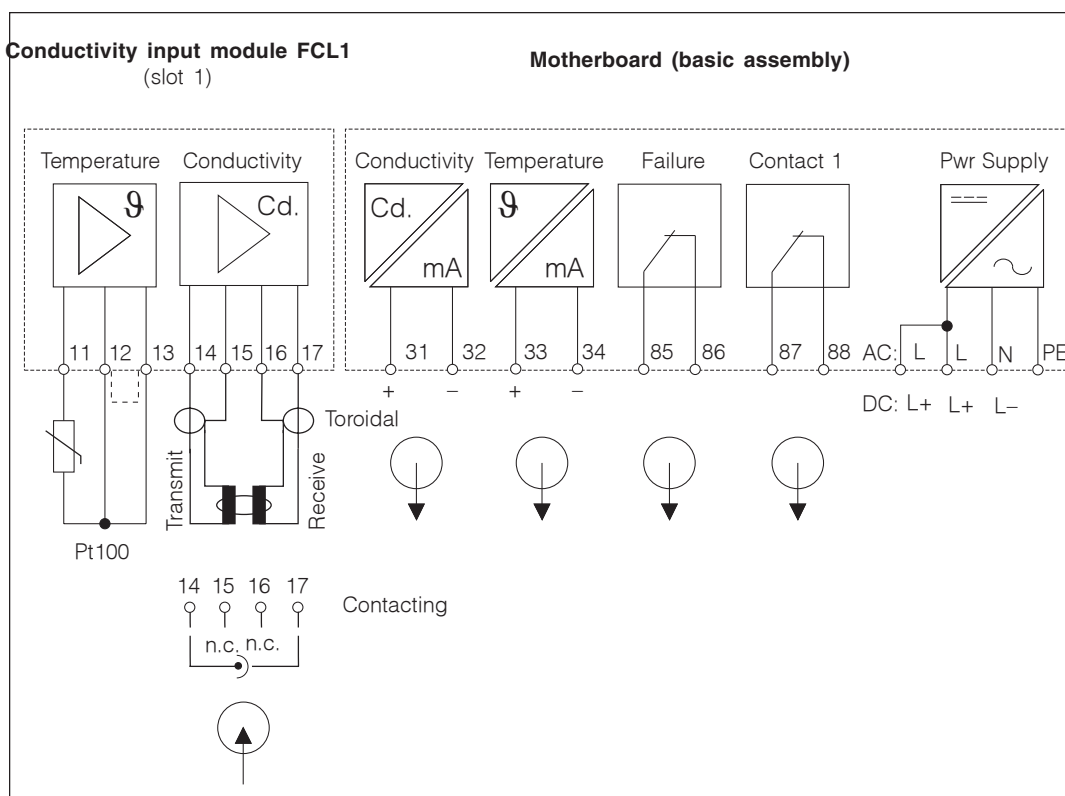 Conductivity input module FCL1
(slot 1)
Motherboard (basic assembly)
Temperature Conductivity
Conductivity Temperature Failure Contact 1 Pwr Supply
ϑ Cd.
Cd. mA
ϑ mA
11 12 13 14 15 16 17
31 32 33 34 85 86 87 88
AC: L L N PE
+ – + –
DC: L+ L+ L–
Toroidal
Transmit
Receive
Pt100
14 15 16 17
Contacting
n.c. n.c.